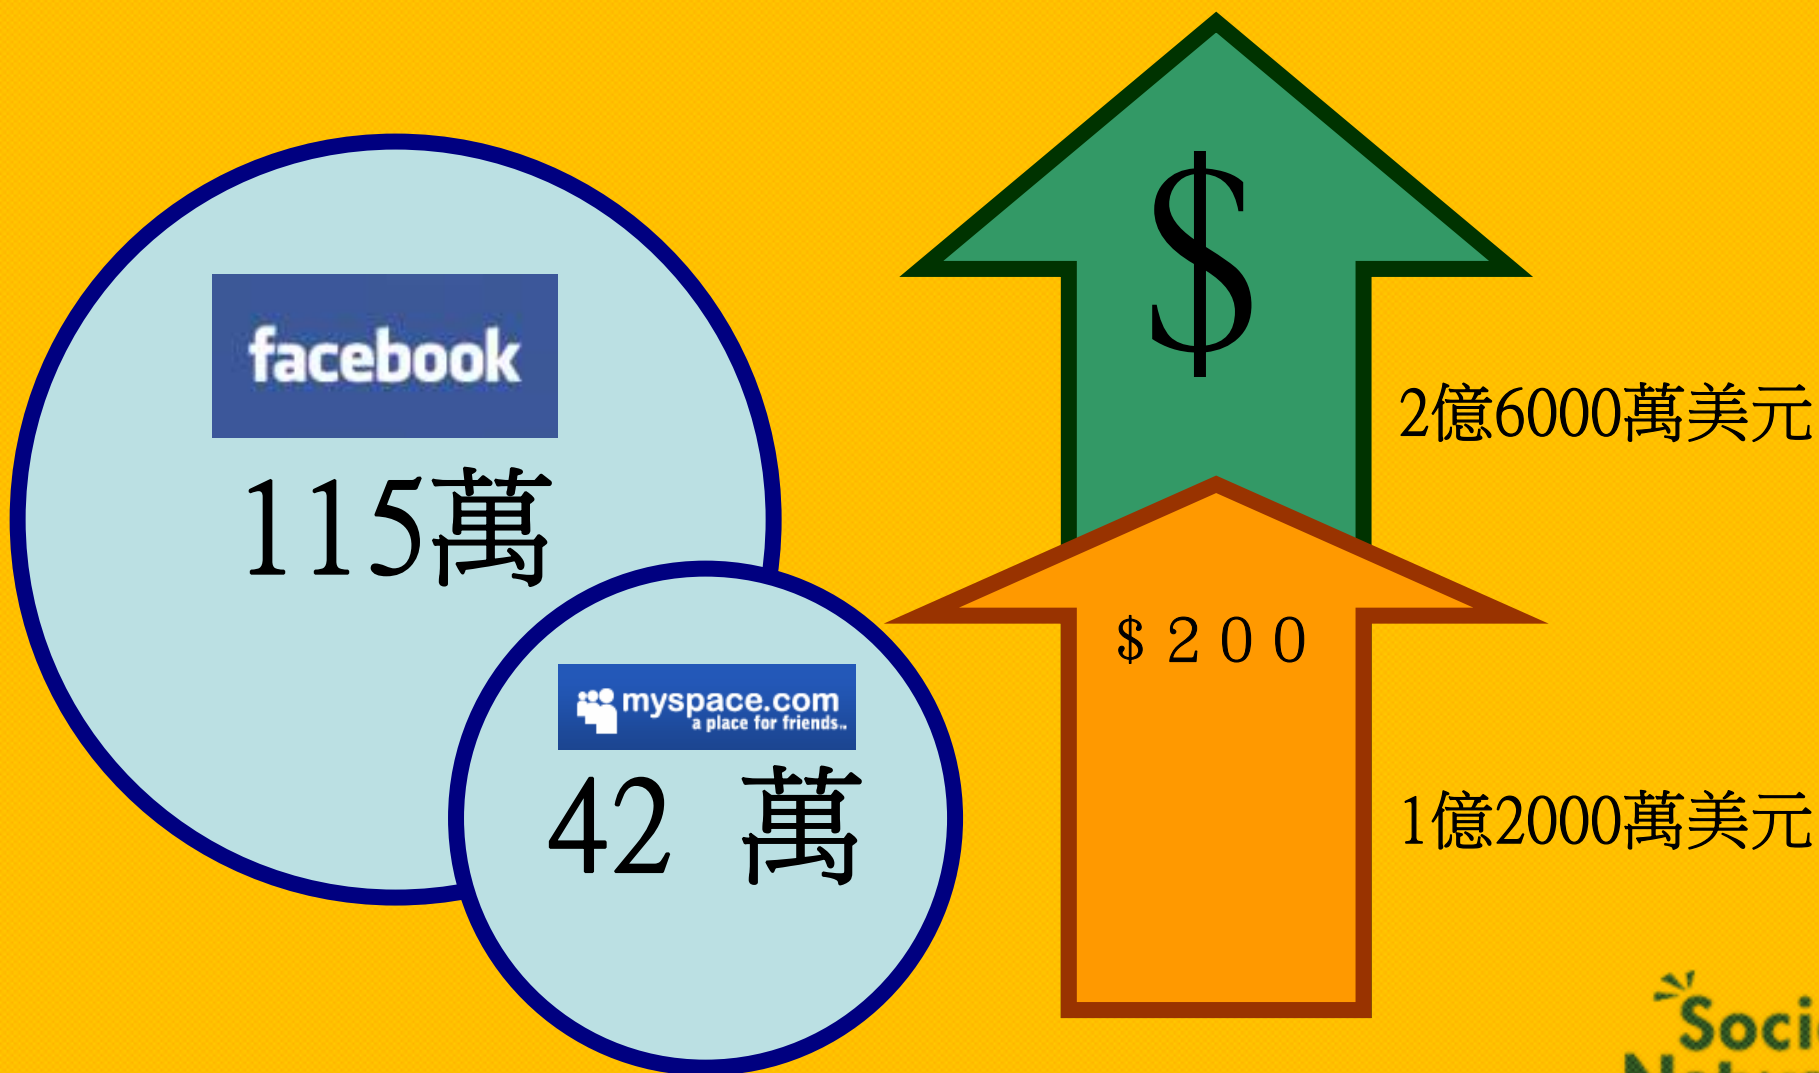 facebook
115萬
myspace.com
a place for friends
42 萬
$
2億6000萬美元
$200
1億2000萬美元